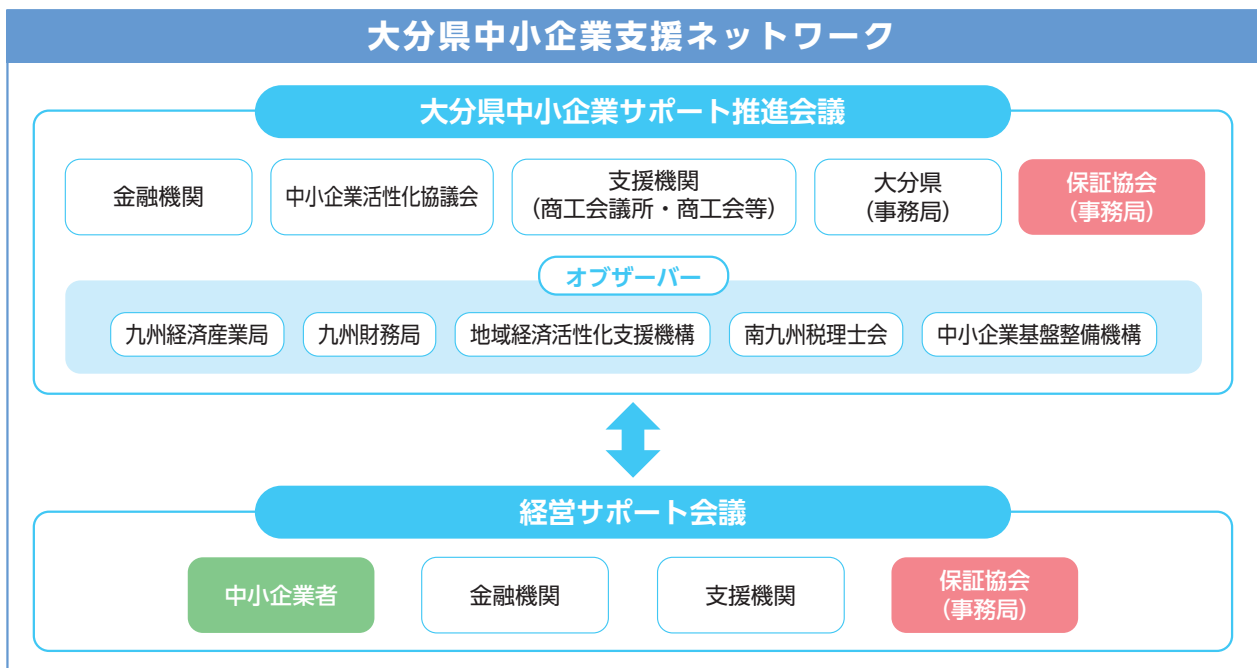 大分県中小企業支援ネットワーク
大分県中小企業サポート推進会議
金融機関
中小企業活性化協議会
支援機関
（商工会議所・商工会等）
大分県
（事務局）
保証協会
（事務局）
オブザーバー
九州経済産業局
九州財務局
地域経済活性化支援機構
南九州税理士会
中小企業基盤整備機構
経営サポート会議
中小企業者
金融機関
支援機関
保証協会
（事務局）